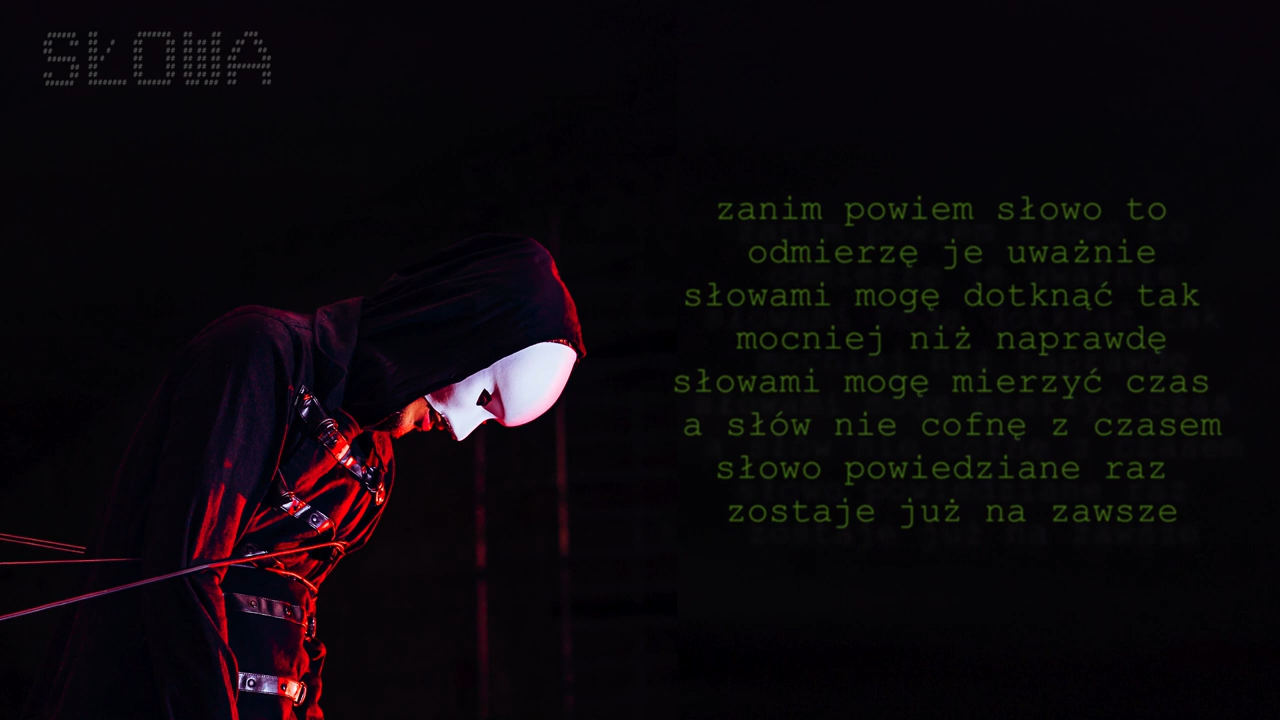 SŁOWA
zanim powiem słowo to
odmierzę je uważnie
słowami mogę dotknąć tak
mocniej niż naprawdę
słowami mogę mierzyć czas
a słów nie cofnę z czasem
słowo powiedziane raz
zostaje już na zawsze